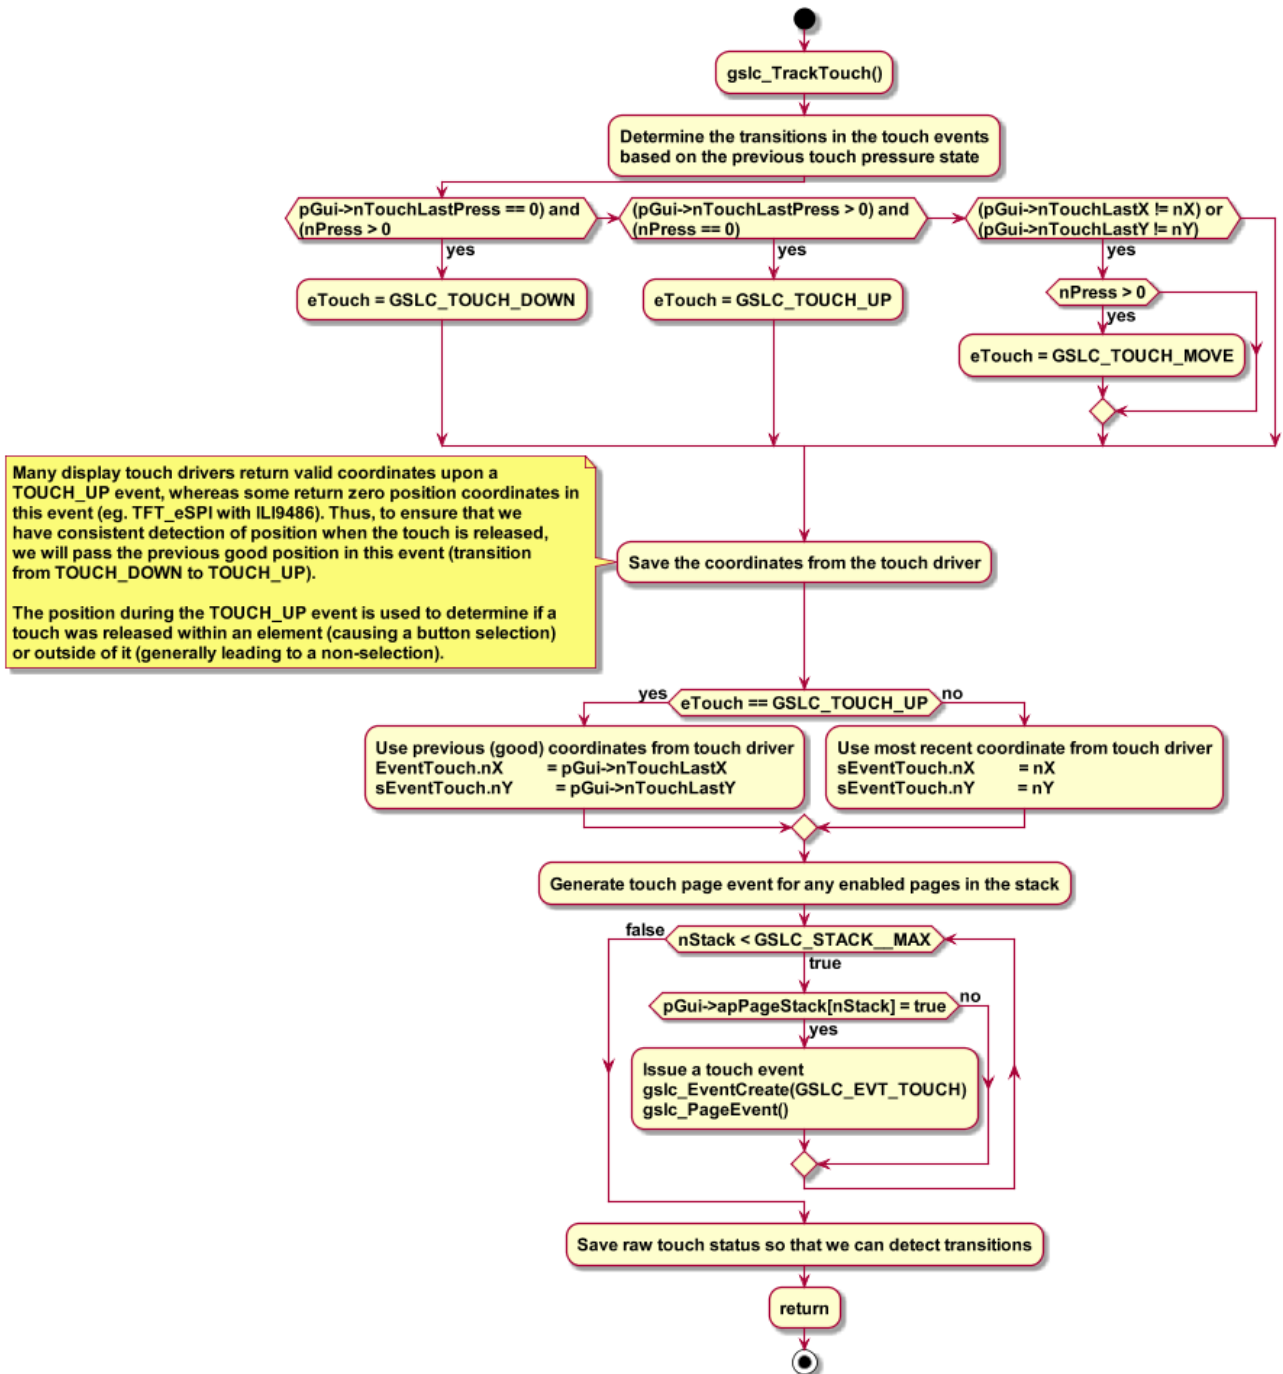 gslc_TrackTouch()
Determine the transitions in the touch events
based on the previous touch pressure state
pGui->nTouchLastPress == 0) and
(nPress > 0
(pGui->nTouchLastPress > 0) and
(nPress == 0)
(pGui->nTouchLastX != nX) or
(pGui->nTouchLastY != nY)
yes
yes
yes
eTouch = GSLC_TOUCH_DOWN
eTouch = GSLC_TOUCH_UP
nPress > 0
yes
eTouch = GSLC_TOUCH_MOVE
Many display touch drivers return valid coordinates upon a
TOUCH_UP event, whereas some return zero position coordinates in
this event (eg. TFT_eSPI with ILI9486). Thus, to ensure that we
have consistent detection of position when the touch is released,
we will pass the previous good position in this event (transition
from TOUCH_DOWN to TOUCH_UP).
The position during the TOUCH_UP event is used to determine if a
touch was released within an element (causing a button selection)
or outside of it (generally leading to a non-selection).
Save the coordinates from the touch driver
yes
eTouch == GSLC_TOUCH_UP
no
Use previous (good) coordinates from touch driver
EventTouch.nX = pGui->nTouchLastX
sEventTouch.nY = pGui->nTouchLastY
Use most recent coordinate from touch driver
sEventTouch.nX = nX
sEventTouch.nY = nY
Generate touch page event for any enabled pages in the stack
false
nStack < GSLC_STACK__MAX
true
pGui->apPageStack[nStack] = true
no
yes
Issue a touch event
gslc_EventCreate(GSLC_EVT_TOUCH)
gslc_PageEvent()
Save raw touch status so that we can detect transitions
return